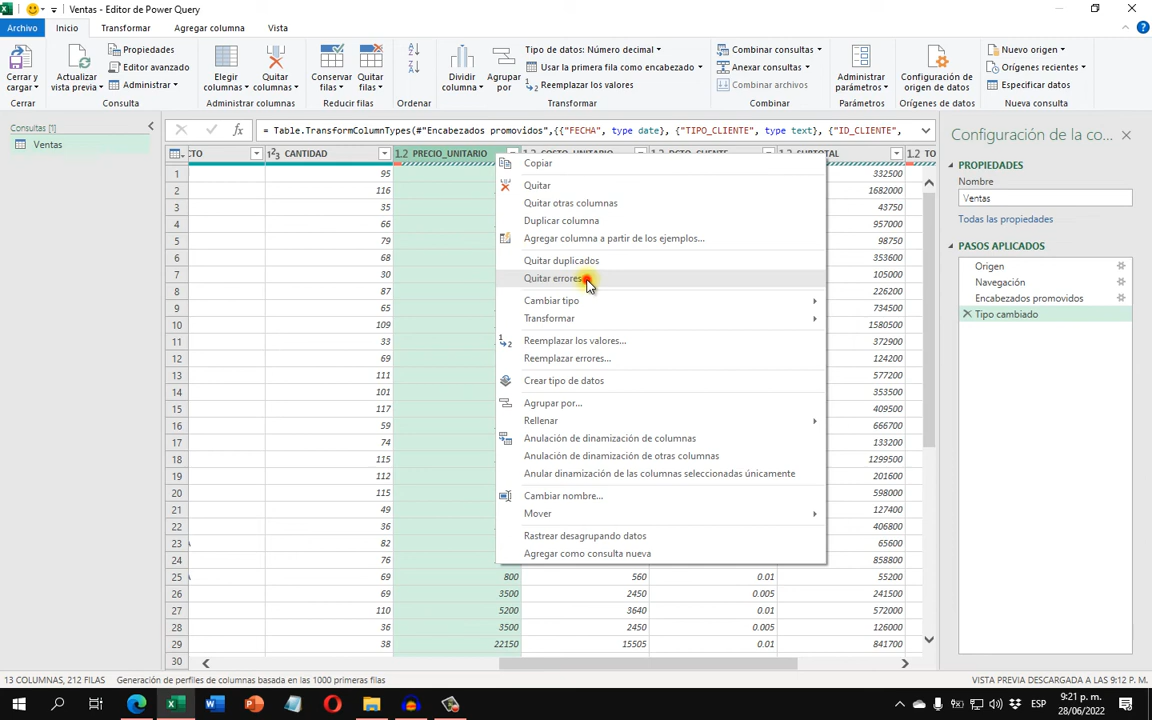 Ventas - Editor de Power Query
Archivo Inicio Transformar Agregar columna Vista
Cerrar y cargar
Cerrar
Actualizar vista previa
Propiedades
Editor avanzado
Administrar
Consulta
Elegir columnas
Quitar columnas
Administrar columnas
Conservar filas
Quitar filas
Reducir filas
Ordenar
Dividir columna
Agrupar por
Tipo de datos: Número decimal
Usar la primera fila como encabezado
Reemplazar los valores
Transformar
Combinar consultas
Anexar consultas
Combinar archivos
Combinar
Administrar parámetros
Parámetros
Configuración de origen de datos
Orígenes de datos
Nuevo origen
Orígenes recientes
Especificar datos
Nueva consulta
Consultas [1]
Ventas
= Table.TransformColumnTypes(#"Encabezados promovidos",{{"FECHA", type date}, {"TIPO_CLIENTE", type text}, {"ID_CLIENTE",
CTO 1²3 CANTIDAD 1.2 PRECIO_UNITARIO 1.2 COSTO_UNITARIO 1.2 DCTO_CLIENTE 1.2 SUBTOTAL 1.2 TO
1 95 332500
2 116 1682000
3 35 43750
4 66 957000
5 79 98750
6 68 353600
7 30 105000
8 87 226200
9 65 734500
10 109 1580500
11 33 372900
12 69 124200
13 111 577200
14 101 353500
15 117 409500
16 59 666700
17 74 133200
18 115 1299500
19 112 201600
20 115 598000
21 49 127400
22 36 406800
23 A 82 65600
24 76 858800
25 A 69 800 560 0.01 55200
26 69 3500 2450 0.005 241500
27 110 5200 3640 0.01 572000
28 36 3500 2450 0.005 126000
29 38 22150 15505 0.01 841700
30
Copiar
Quitar
Quitar otras columnas
Duplicar columna
Agregar columna a partir de los ejemplos...
Quitar duplicados
Quitar errores
Cambiar tipo
Transformar
Reemplazar los valores...
Reemplazar errores...
Crear tipo de datos
Agrupar por...
Rellenar
Anulación de dinamización de columnas
Anulación de dinamización de otras columnas
Anular dinamización de las columnas seleccionadas únicamente
Cambiar nombre...
Mover
Rastrear desagrupando datos
Agregar como consulta nueva
Configuración de la co...
PROPIEDADES
Nombre
Ventas
Todas las propiedades
PASOS APLICADOS
Origen
Navegación
Encabezados promovidos
Tipo cambiado
13 COLUMNAS, 212 FILAS Generación de perfiles de columnas basada en las 1000 primeras filas VISTA PREVIA DESCARGADA A LAS 9:12 P. M.
ESP
9:21 p. m.
28/06/2022